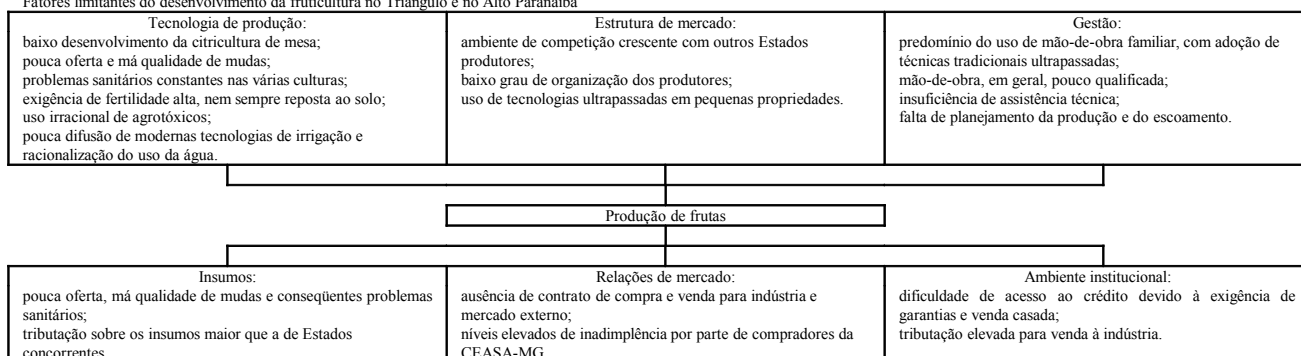 Fatores limitantes do desenvolvimento da fruticultura no Triângulo e no Alto Paranaíba
Tecnologia de produção:
baixo desenvolvimento da citricultura de mesa;
pouca oferta e má qualidade de mudas;
problemas sanitários constantes nas várias culturas;
exigência de fertilidade alta, nem sempre reposta ao solo;
uso irracional de agrotóxicos;
pouca difusão de modernas tecnologias de irrigação e
racionalização do uso da água.
Estrutura de mercado:
ambiente de competição crescente com outros Estados
produtores;
baixo grau de organização dos produtores;
uso de tecnologias ultrapassadas em pequenas propriedades.
Gestão:
predomínio do uso de mão-de-obra familiar, com adoção de
técnicas tradicionais ultrapassadas;
mão-de-obra, em geral, pouco qualificada;
insuficiência de assistência técnica;
falta de planejamento da produção e do escoamento.
Produção de frutas
Insumos:
pouca oferta, má qualidade de mudas e conseqüentes problemas
sanitários;
tributação sobre os insumos maior que a de Estados
concorrentes
Relações de mercado:
ausência de contrato de compra e venda para indústria e
mercado externo;
níveis elevados de inadimplência por parte de compradores da
CEASA-MG
Ambiente institucional:
dificuldade de acesso ao crédito devido à exigência de
garantias e venda casada;
tributação elevada para venda à indústria.